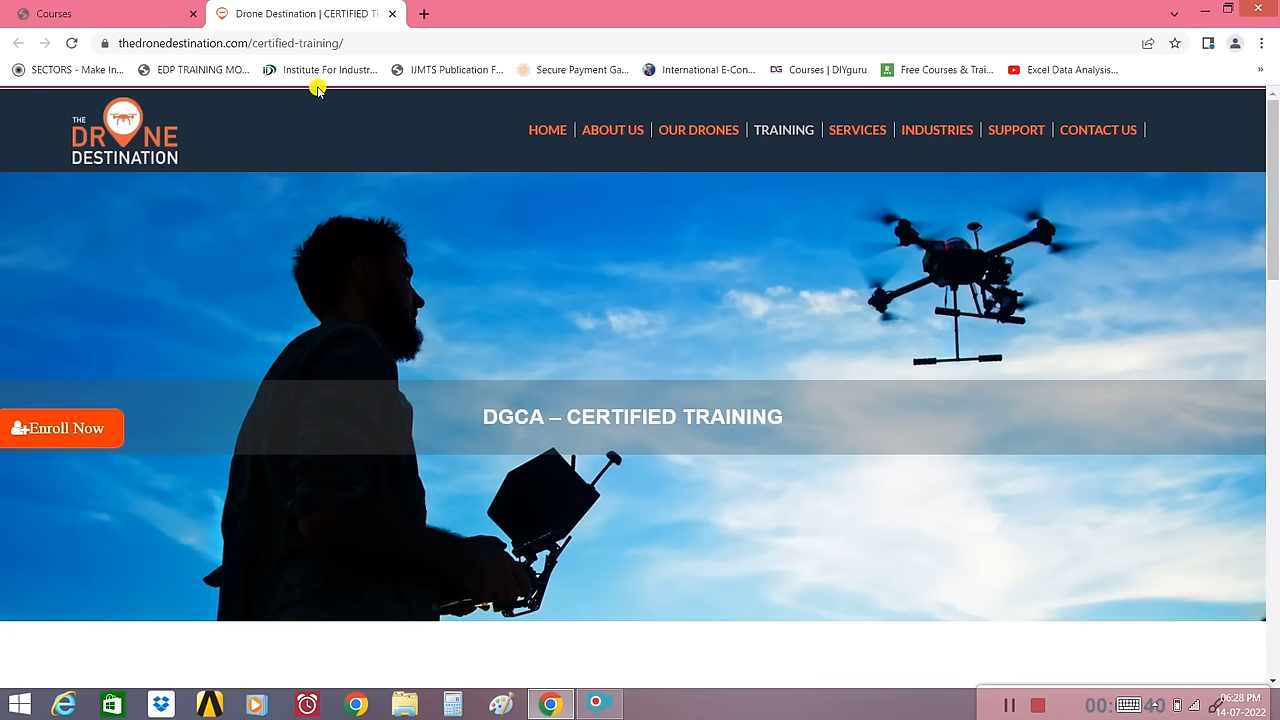 Courses
Drone Destination | CERTIFIED TR
thedronedestination.com/certified-training/
SECTORS - Make In...
EDP TRAINING MO...
Institute For Industr...
IJMTS Publication F...
Secure Payment Ga...
International E-Con...
DG Courses | DIYguru
Free Courses & Trai...
Excel Data Analysis...
»
THE
DRONE
DESTINATION
HOME
ABOUT US
OUR DRONES
TRAINING
SERVICES
INDUSTRIES
SUPPORT
CONTACT US
DGCA – CERTIFIED TRAINING
Enroll Now
06:28 PM
14-07-2022